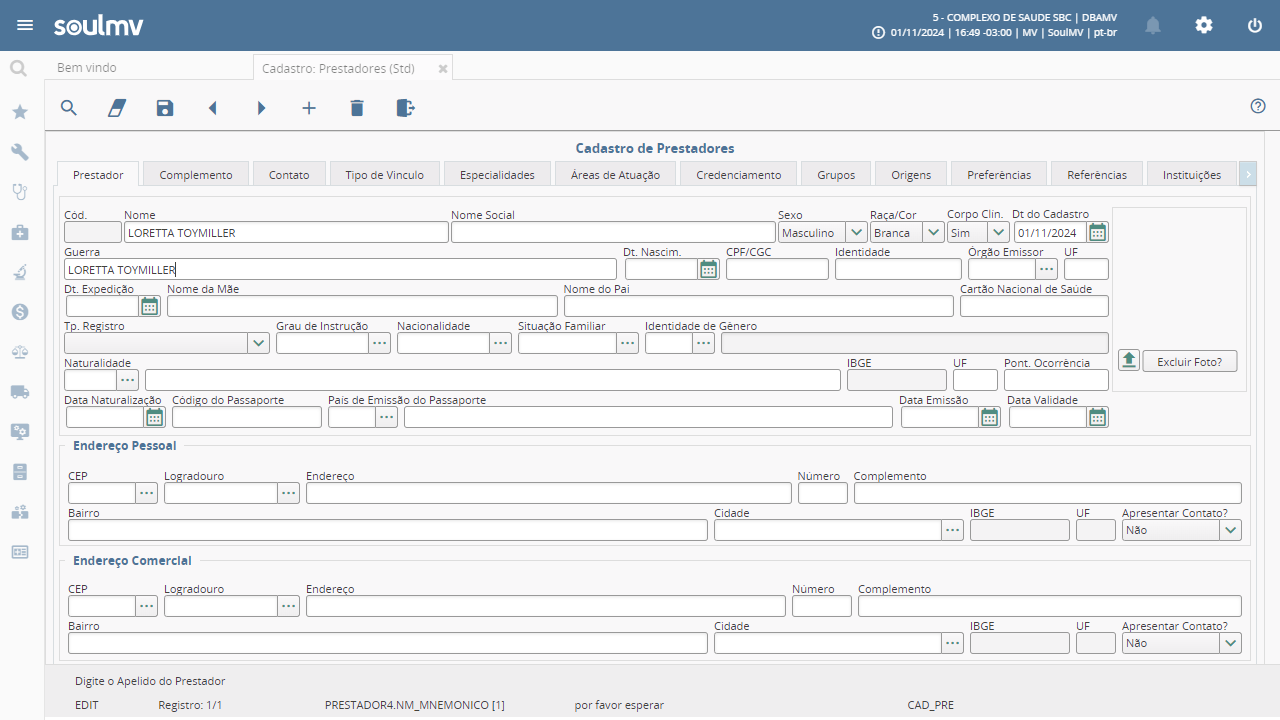 soulmv
5 - COMPLEXO DE SAUDE SBC | DBAMV
01/11/2024 | 16:49 -03:00 | MV | SoulMV | pt-br
Bem vindo
Cadastro: Prestadores (Std)
Cadastro de Prestadores
Prestador Complemento Contato Tipo de Vinculo Especialidades Áreas de Atuação Credenciamento Grupos Origens Preferências Referências Instituições
Cód. Nome Nome Social Sexo Raça/Cor Corpo Clín. Dt do Cadastro
LORETTA TOYMILLER Masculino Branca Sim 01/11/2024
Guerra Dt. Nascim. CPF/CGC Identidade Órgão Emissor UF
LORETTA TOYMILLER
Dt. Expedição Nome da Mãe Nome do Pai Cartão Nacional de Saúde
Tp. Registro Grau de Instrução Nacionalidade Situação Familiar Identidade de Gênero
Naturalidade IBGE UF Pont. Ocorrência
Excluir Foto?
Data Naturalização Código do Passaporte País de Emissão do Passaporte Data Emissão Data Validade
Endereço Pessoal
CEP Logradouro Endereço Número Complemento
Bairro Cidade IBGE UF Apresentar Contato?
Não
Endereço Comercial
CEP Logradouro Endereço Número Complemento
Bairro Cidade IBGE UF Apresentar Contato?
Não
Digite o Apelido do Prestador
EDIT Registro: 1/1 PRESTADOR4.NM_MNEMONICO [1] por favor esperar CAD_PRE